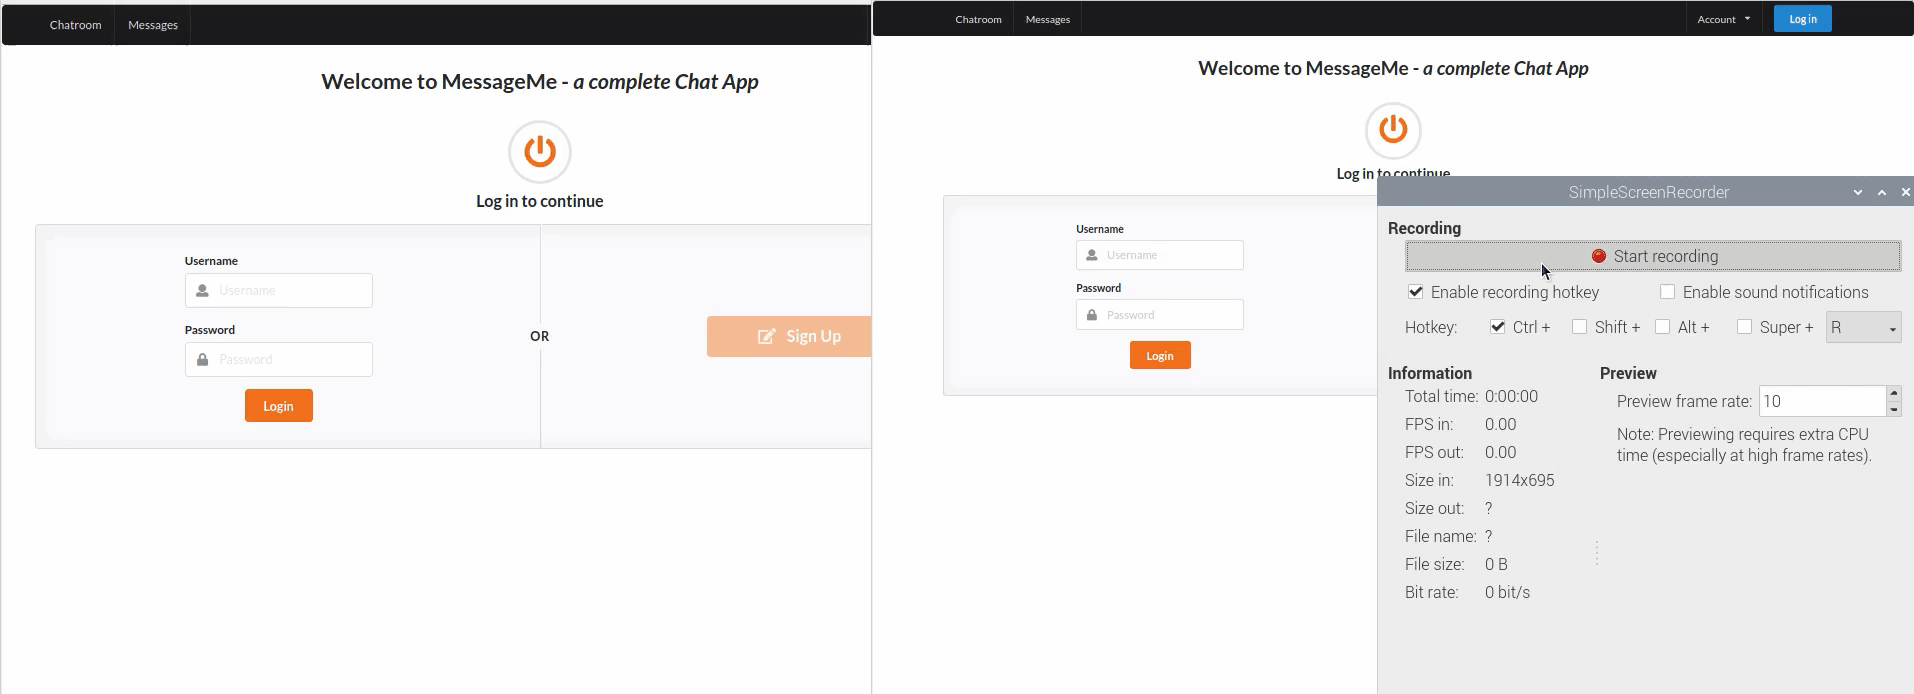 Chatroom Messages
Welcome to MessageMe - a complete Chat App
Log in to continue
Username
Username
Password
Password
Login
OR
Sign Up
Chatroom Messages Account Log in
Welcome to MessageMe - a complete Chat App
Log in to continue
Username
Username
Password
Password
Login
SimpleScreenRecorder
Recording
Start recording
Enable recording hotkey Enable sound notifications
Hotkey: Ctrl + Shift + Alt + Super + R
Information
Total time: 0:00:00
FPS in: 0.00
FPS out: 0.00
Size in: 1914x695
Size out: ?
File name: ?
File size: 0 B
Bit rate: 0 bit/s
Preview
Preview frame rate: 10
Note: Previewing requires extra CPU
time (especially at high frame rates).